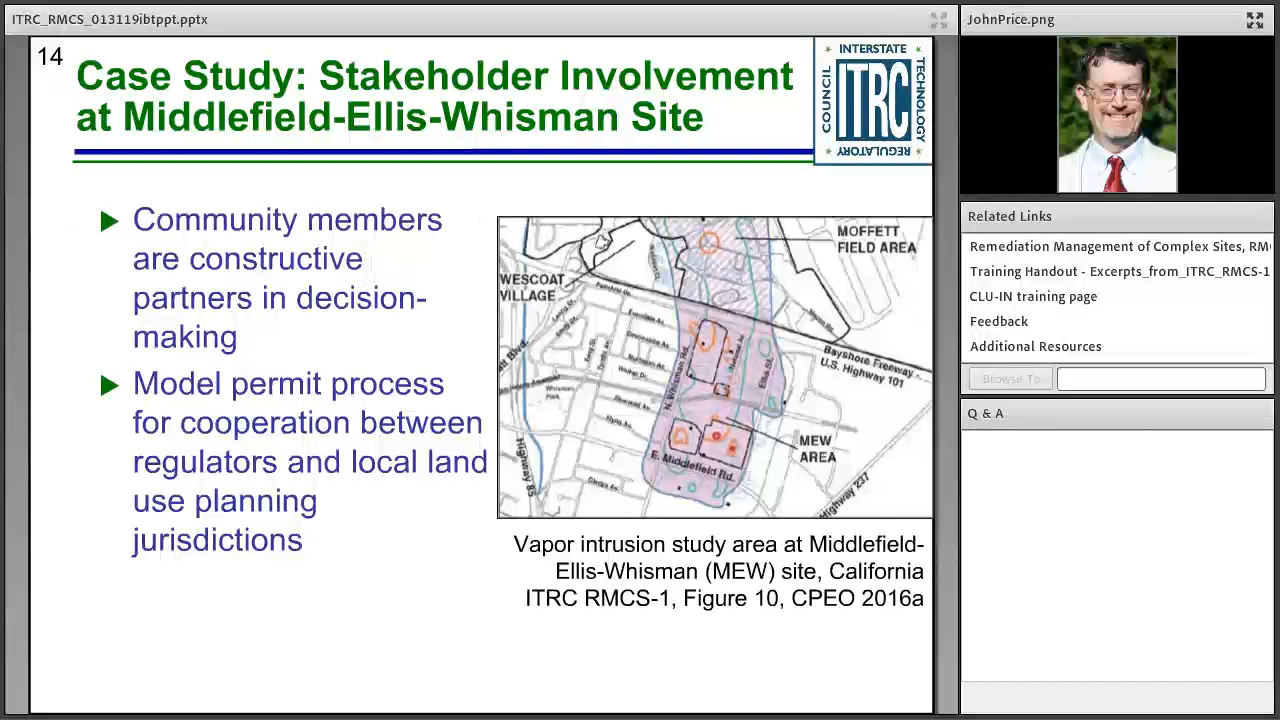 ITRC_RMCS_013119ibtppt.pptx
14
Case Study: Stakeholder Involvement
at Middlefield-Ellis-Whisman Site
INTERSTATE
COUNCIL
ITRC
TECHNOLOGY
REGULATORY
Community members
are constructive
partners in decision-
making
Model permit process
for cooperation between
regulators and local land
use planning
jurisdictions
MOFFETT
FIELD AREA
WESCOAT
VILLAGE
Bayshore Freeway -
U.S. Highway 101
N. Whisman Rd.
Ellis St.
MEW
AREA
E. Middlefield Rd.
Highway 85
Highway 237
Vapor intrusion study area at Middlefield-
Ellis-Whisman (MEW) site, California
ITRC RMCS-1, Figure 10, CPEO 2016a
JohnPrice.png
Related Links
Remediation Management of Complex Sites, RM
Training Handout - Excerpts_from_ITRC_RMCS-1
CLU-IN training page
Feedback
Additional Resources
Browse To
Q & A